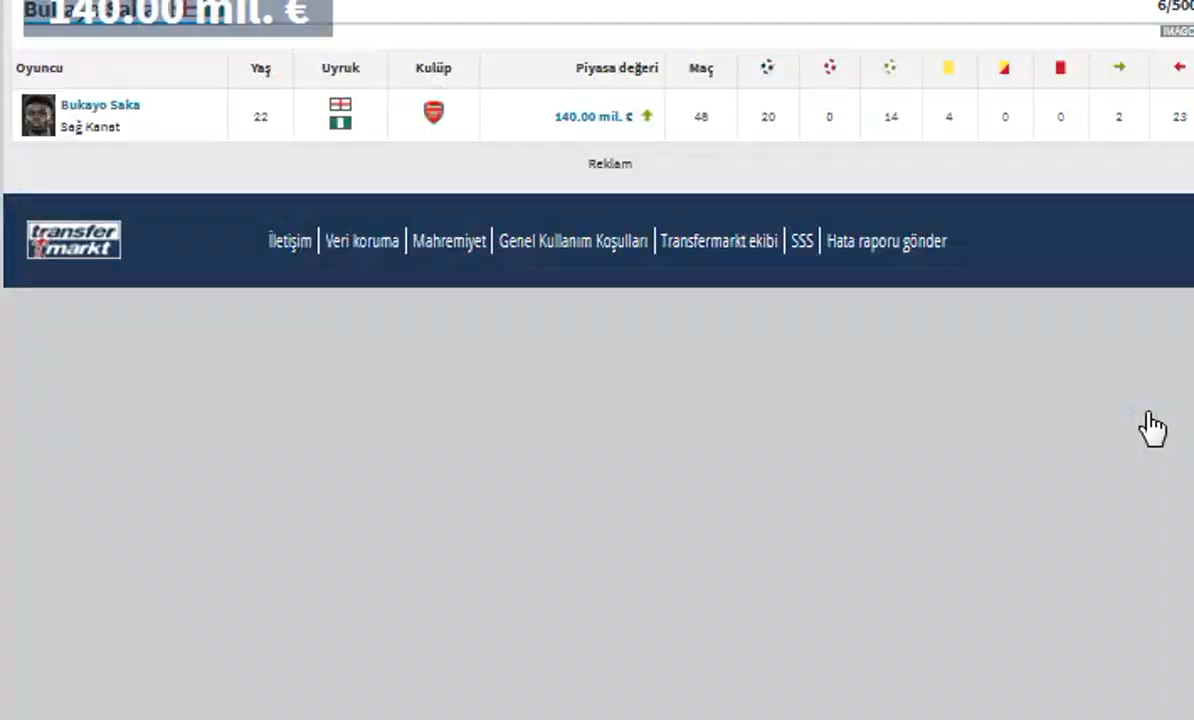 140.00 mil. €
6/500
IMAGO
Oyuncu Yaş Uyruk Kulüp Piyasa değeri Maç
Bukayo Saka
Sağ Kanat
22 140.00 mil. € 48 20 0 14 4 0 0 2 23
Reklam
transfer
markt
İletişim Veri koruma Mahremiyet Genel Kullanım Koşulları Transfermarkt ekibi SSS Hata raporu gönder